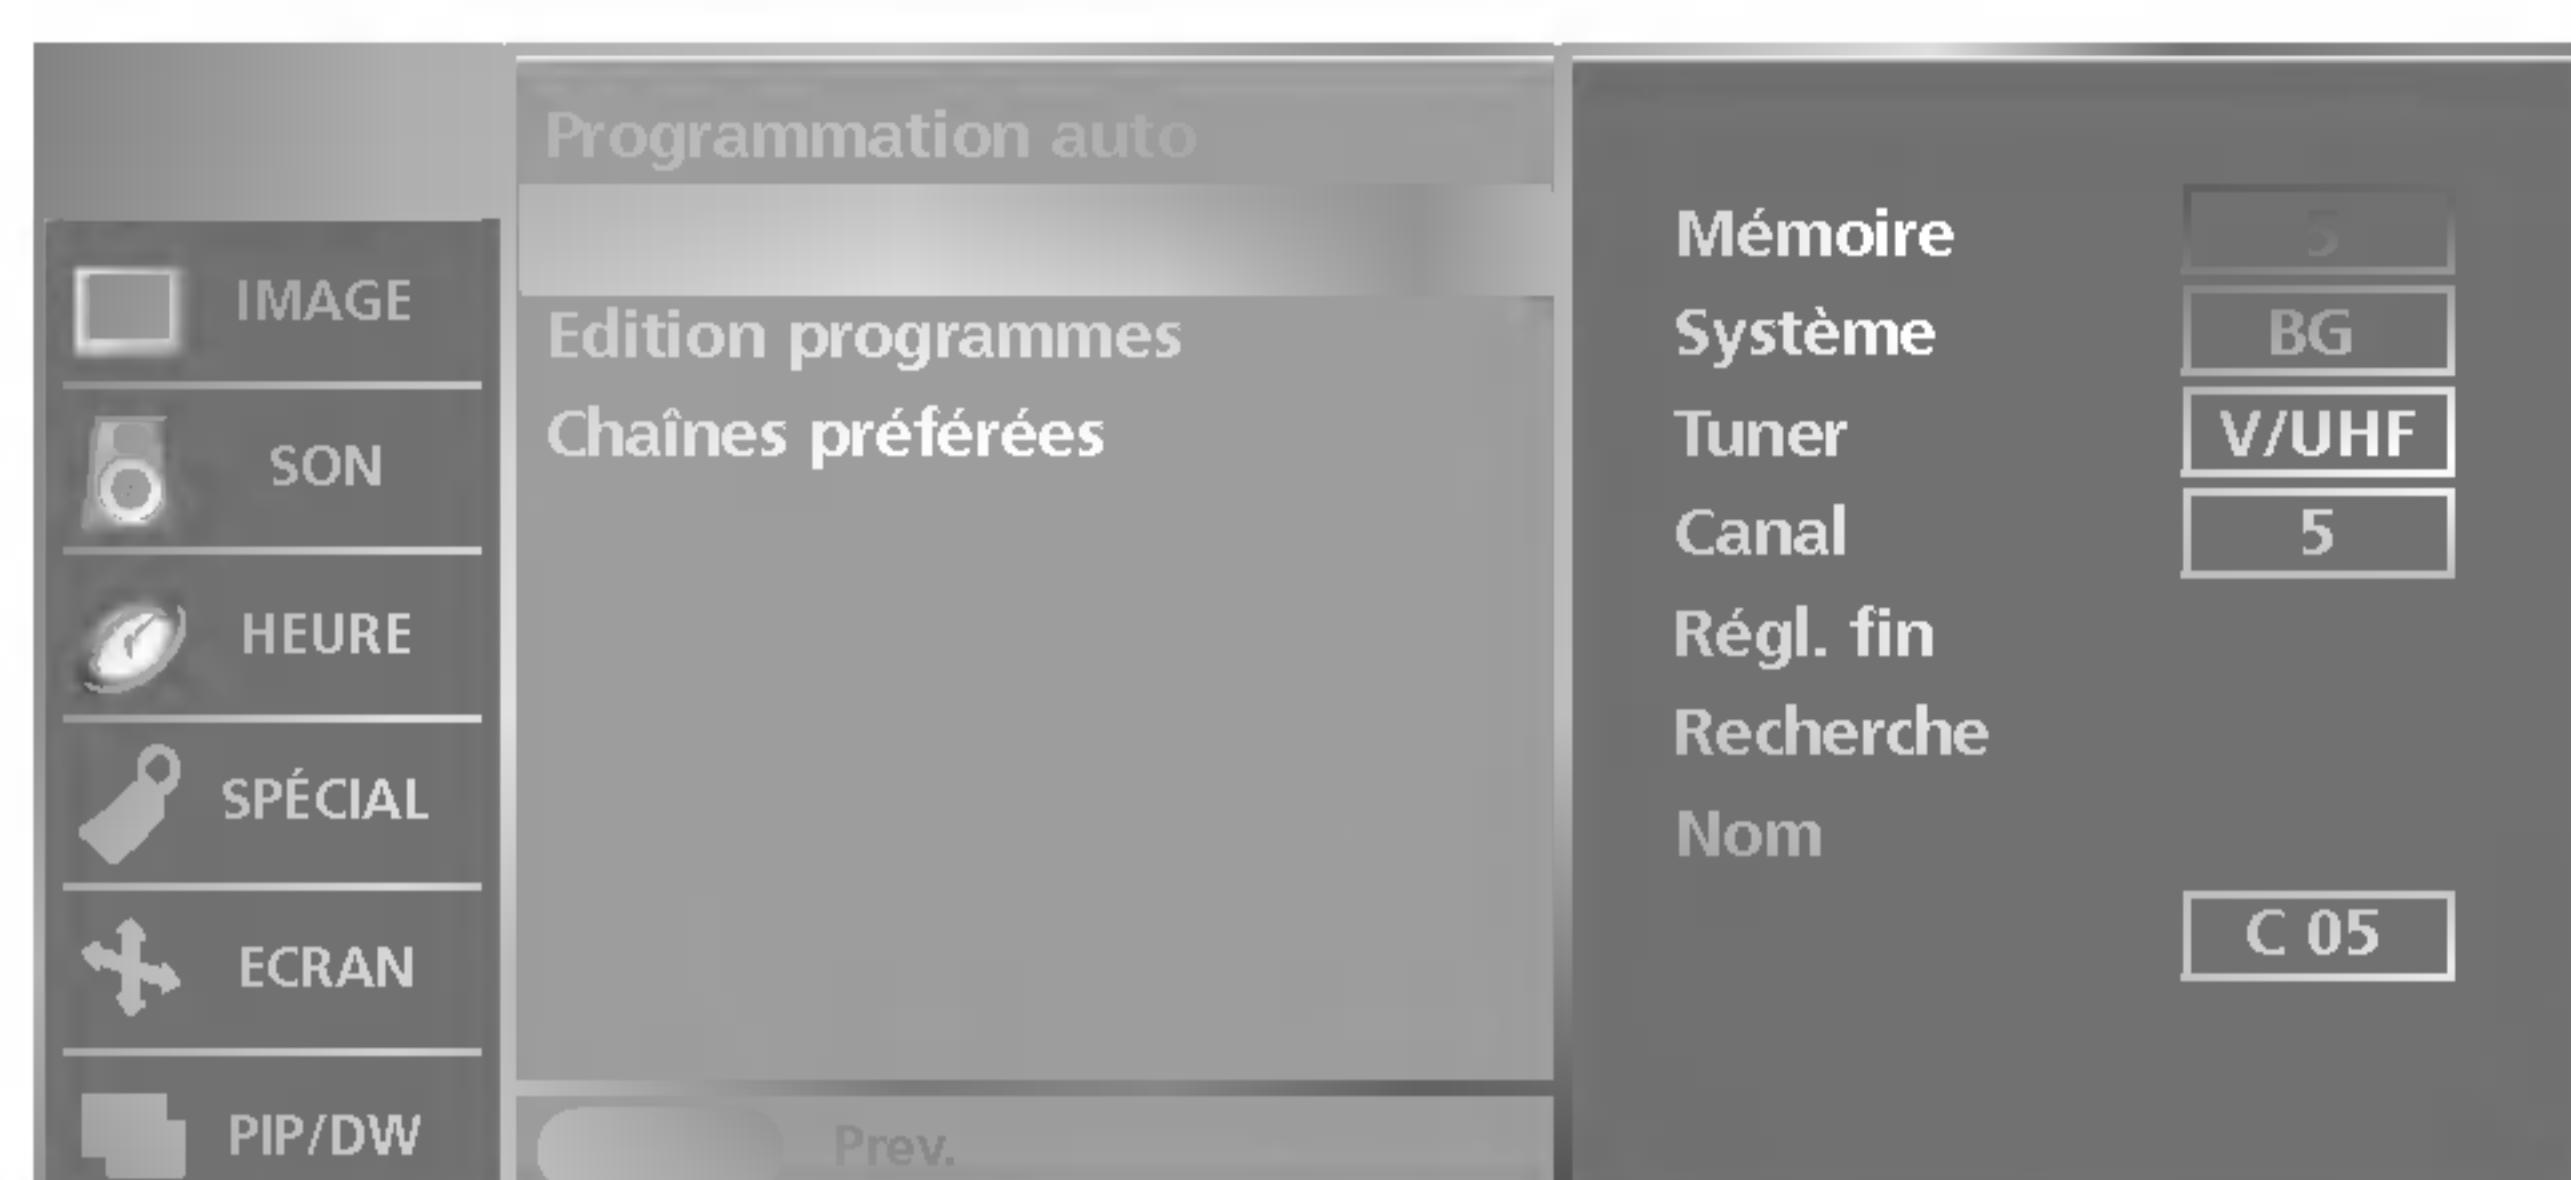 IMAGE
SON
HEURE
SPÉCIAL
ECRAN
PIP/DW
Programmation auto
Edition programmes
Chaînes préférées
Prev.
Mémoire 5
Système BG
Tuner V/UHF
Canal 5
Régl. fin
Recherche
Nom
C 05